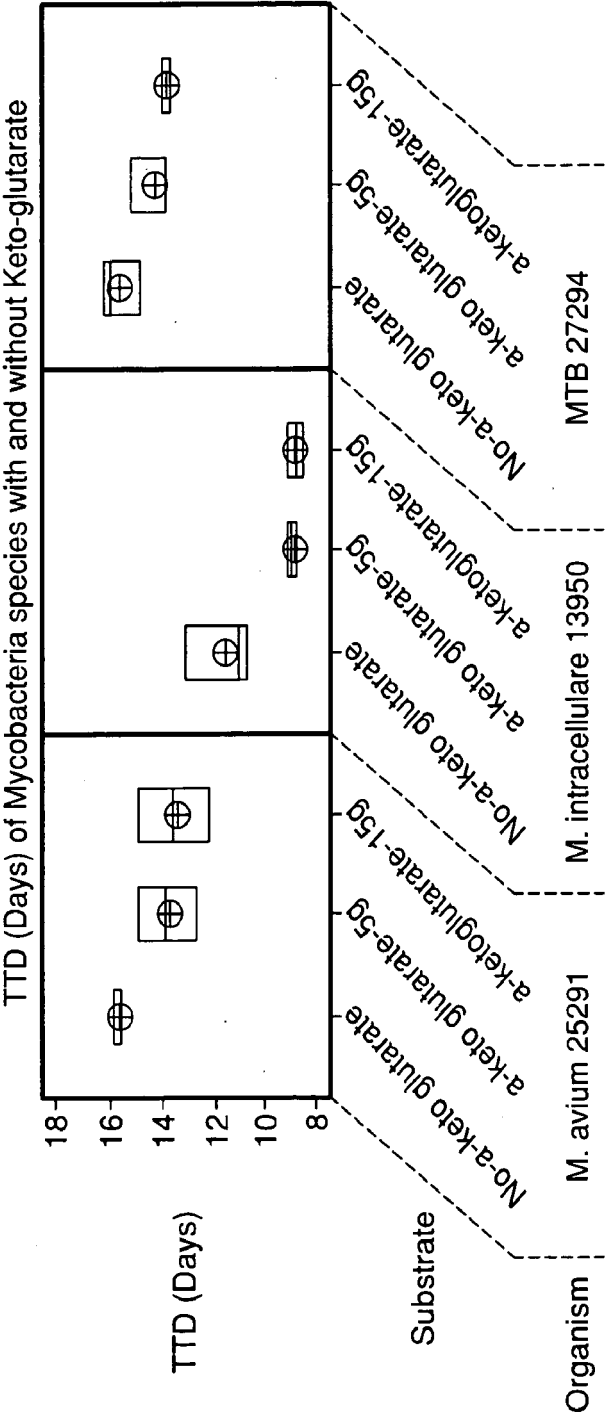 TTD (Days) of Mycobacteria species with and without Keto-glutarate
TTD (Days)
18
16
14
12
10
8
Substrate
No-a-keto glutarate
a-keto glutarate-5g
a-ketoglutarate-15g
No-a-keto glutarate
a-keto glutarate-5g
a-ketoglutarate-15g
No-a-keto glutarate
a-keto glutarate-5g
a-ketoglutarate-15g
Organism
M. avium 25291
M. intracellulare 13950
MTB 27294